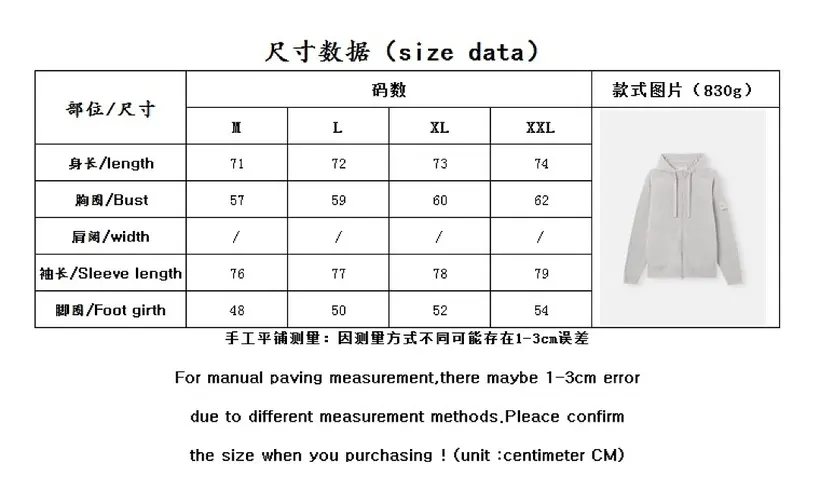 尺寸数据（size data）
部位/尺寸 码数 款式图片（830g）
M L XL XXL
身长/length 71 72 73 74
胸围/Bust 57 59 60 62
肩阔/width / / / /
袖长/Sleeve length 76 77 78 79
脚围/Foot girth 48 50 52 54
手工平铺测量：因测量方式不同可能存在1-3cm误差
For manual paving measurement,there maybe 1-3cm error
due to different measurement methods.Pleace confirm
the size when you purchasing！(unit :centimeter CM)